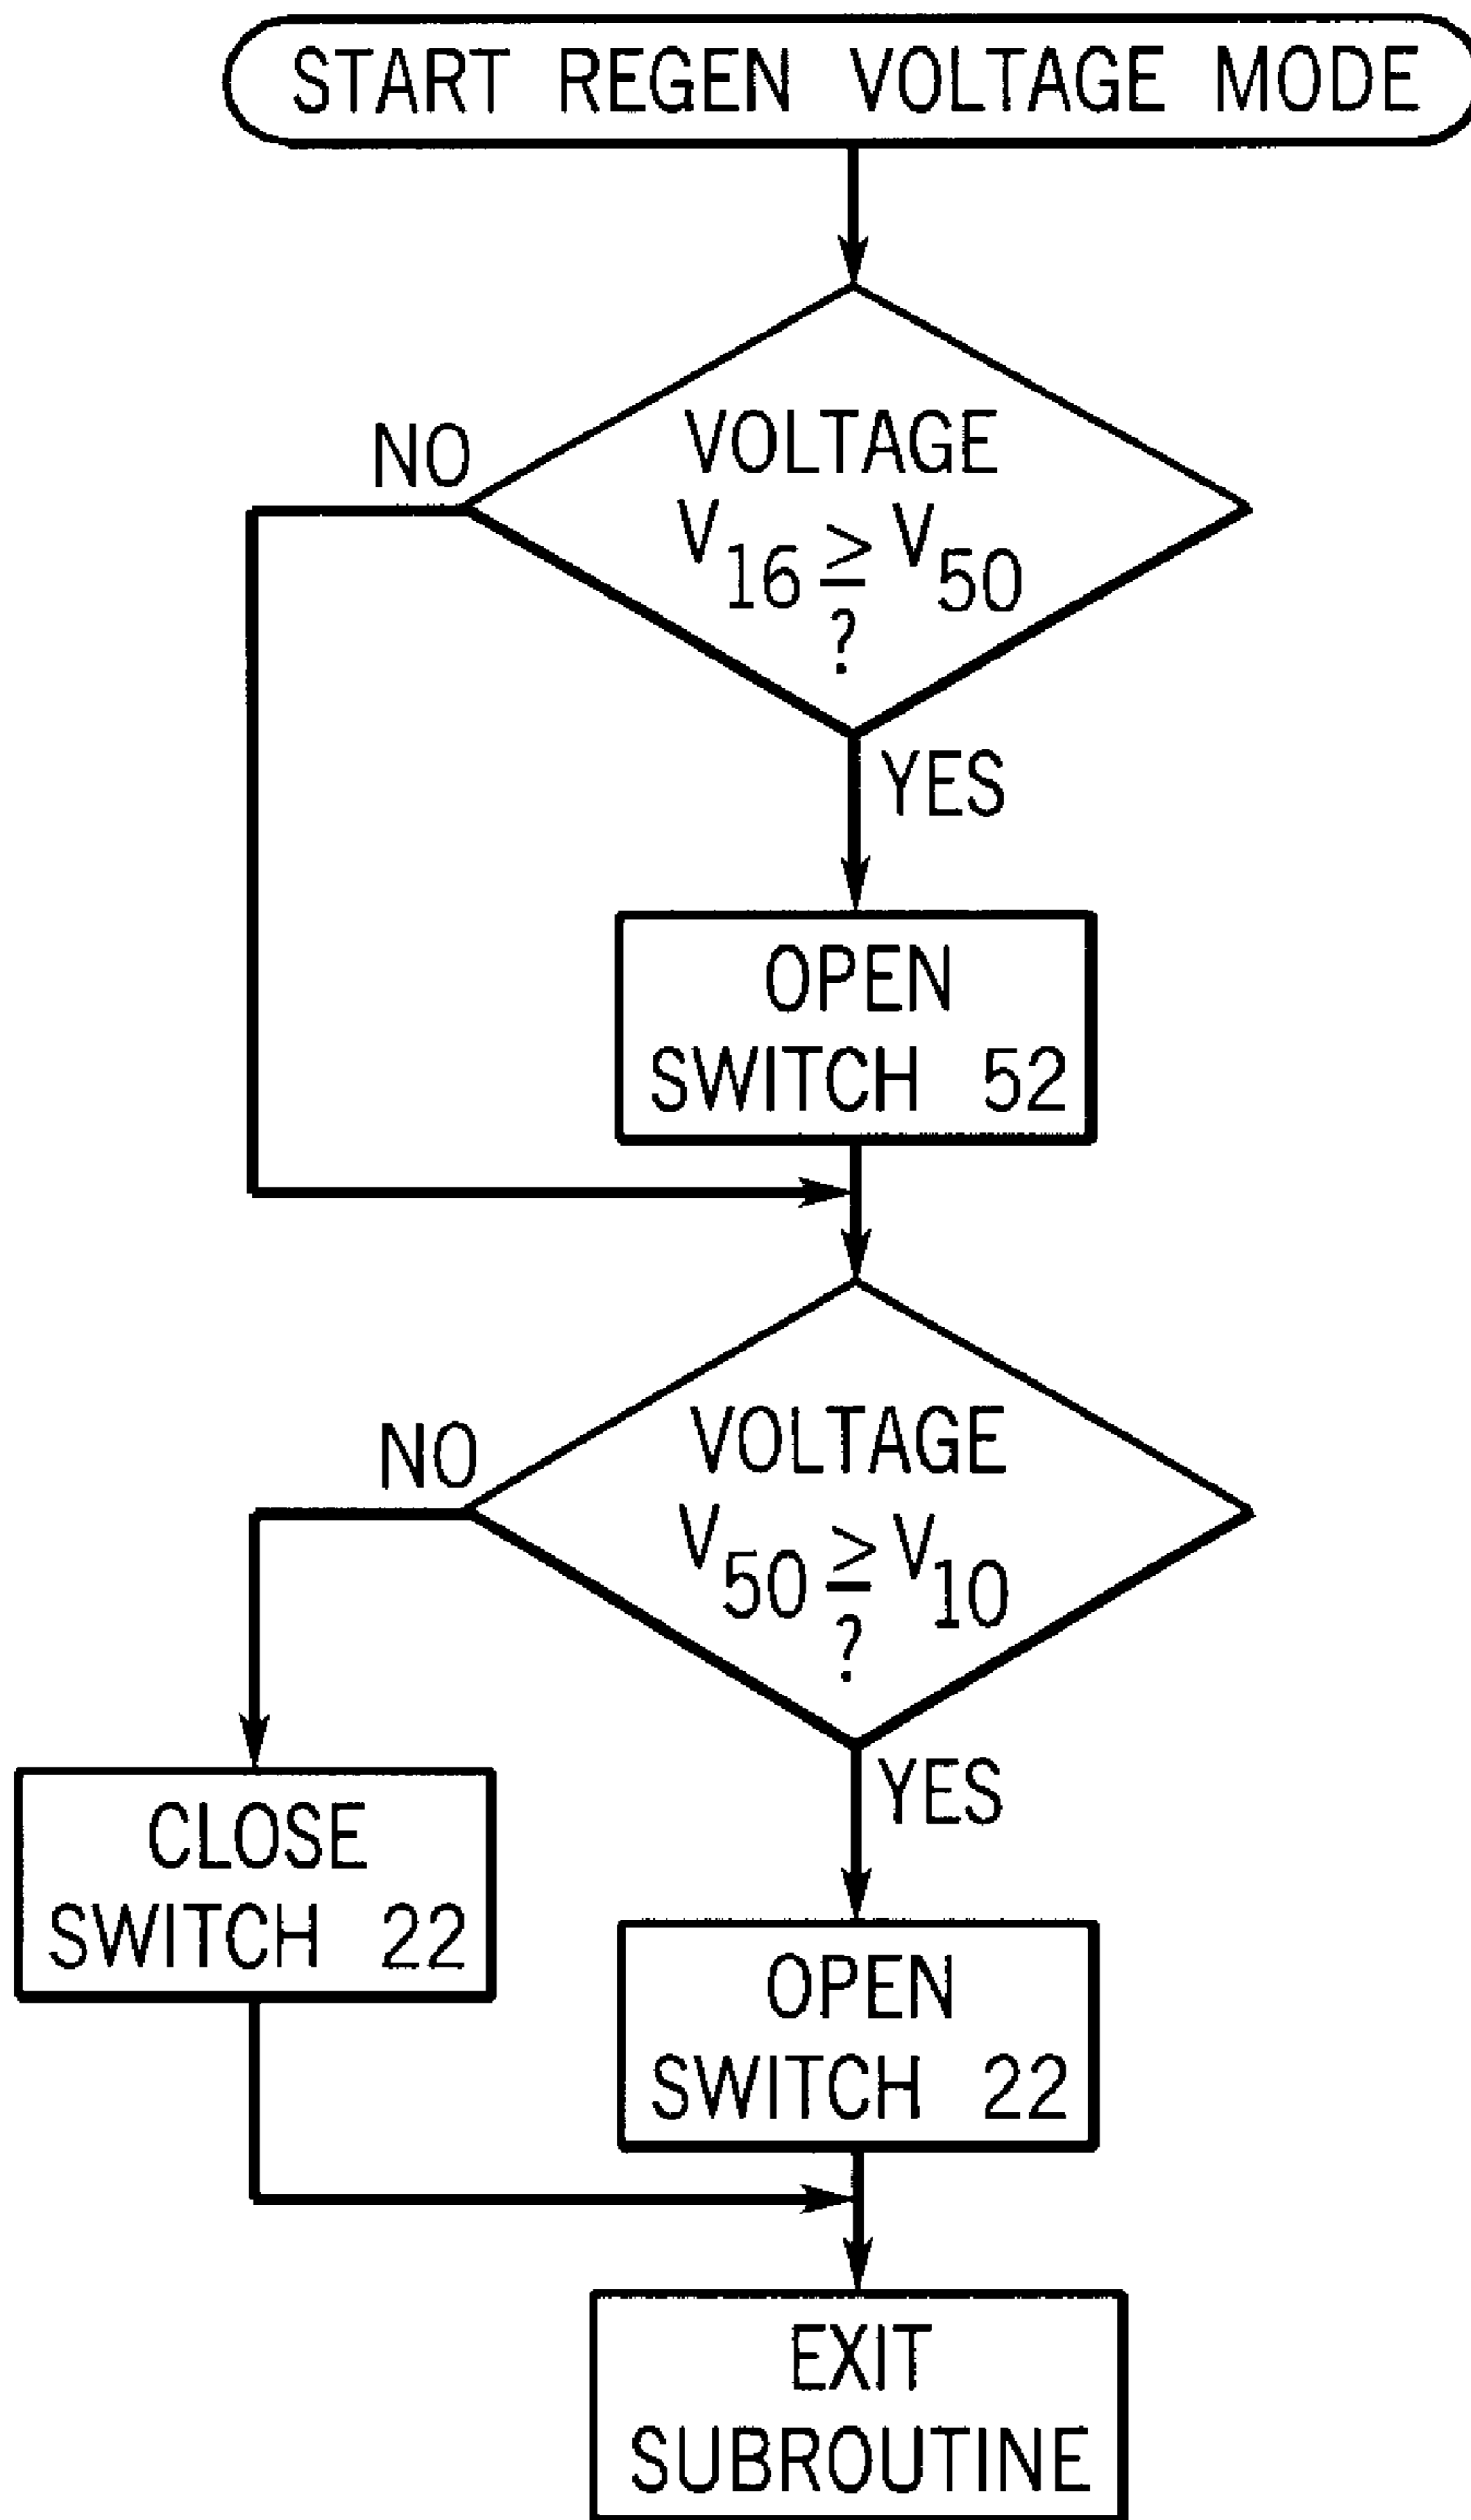 START REGEN VOLTAGE MODE
VOLTAGE
NO
V16 ≥ V50
?
YES
OPEN
SWITCH 52
VOLTAGE
NO
V50 ≥ V10
?
YES
CLOSE
SWITCH 22
OPEN
SWITCH 22
EXIT
SUBROUTINE